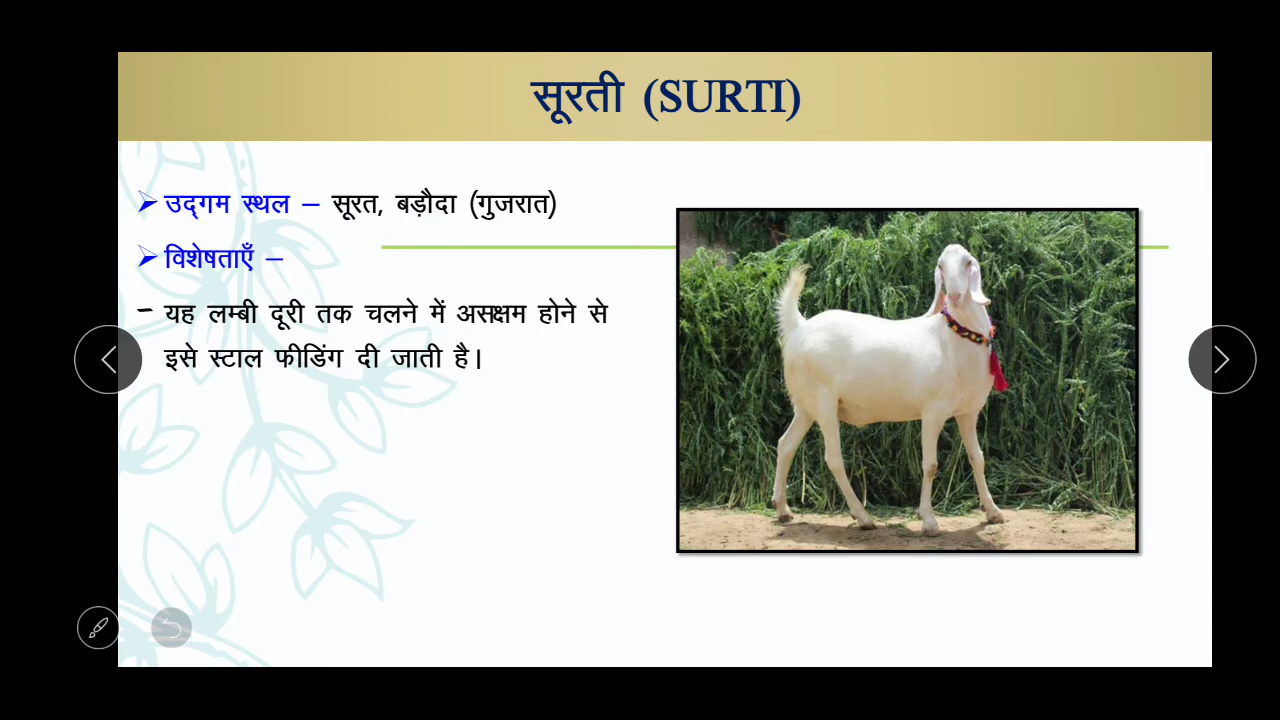 सूरती (SURTI)
➢ उद्गम स्थल – सूरत, बड़ौदा (गुजरात)
➢ विशेषताएँ –
– यह लम्बी दूरी तक चलने में असक्षम होने से
इसे स्टाल फीडिंग दी जाती है।